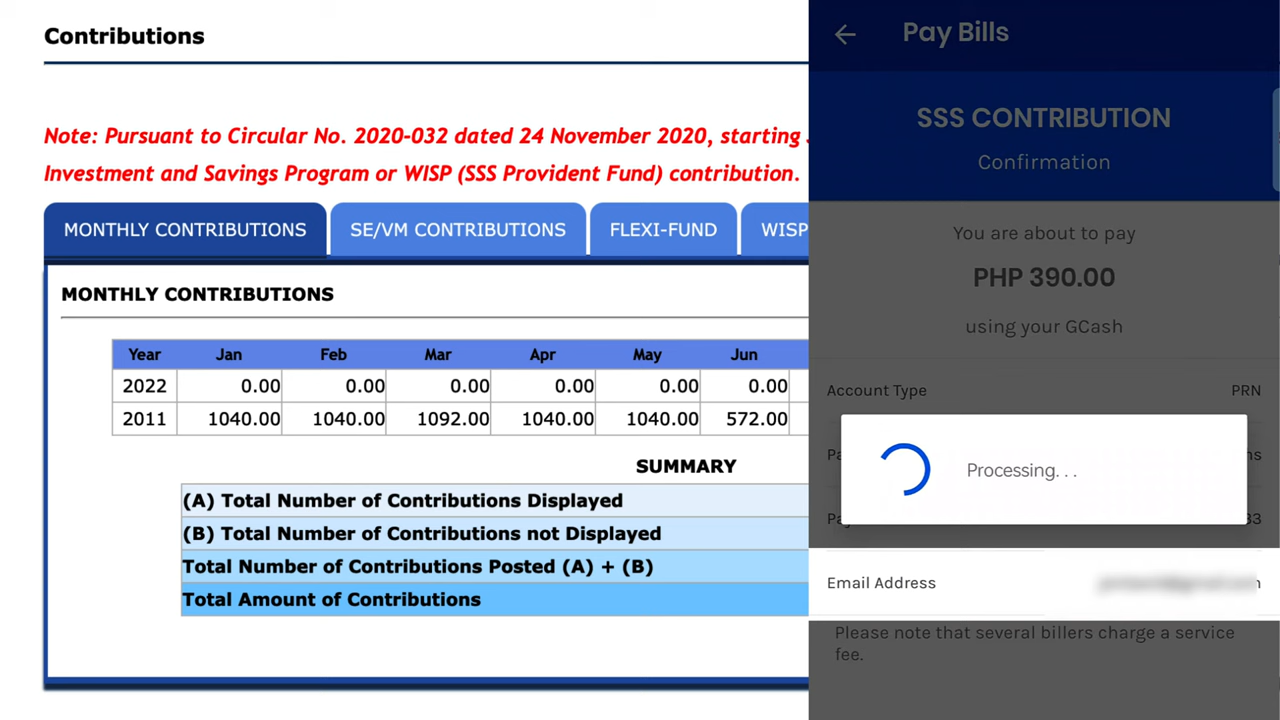 Contributions
Note: Pursuant to Circular No. 2020-032 dated 24 November 2020, starting
Investment and Savings Program or WISP (SSS Provident Fund) contribution.
MONTHLY CONTRIBUTIONS SE/VM CONTRIBUTIONS FLEXI-FUND WISP
MONTHLY CONTRIBUTIONS
Year Jan Feb Mar Apr May Jun
2022 0.00 0.00 0.00 0.00 0.00 0.00
2011 1040.00 1040.00 1092.00 1040.00 1040.00 572.00
SUMMARY
(A) Total Number of Contributions Displayed
(B) Total Number of Contributions not Displayed
Total Number of Contributions Posted (A) + (B)
Total Amount of Contributions
Pay Bills
SSS CONTRIBUTION
Confirmation
You are about to pay
PHP 390.00
using your GCash
Account Type PRN
Processing. . .
Email Address
Please note that several billers charge a service
fee.